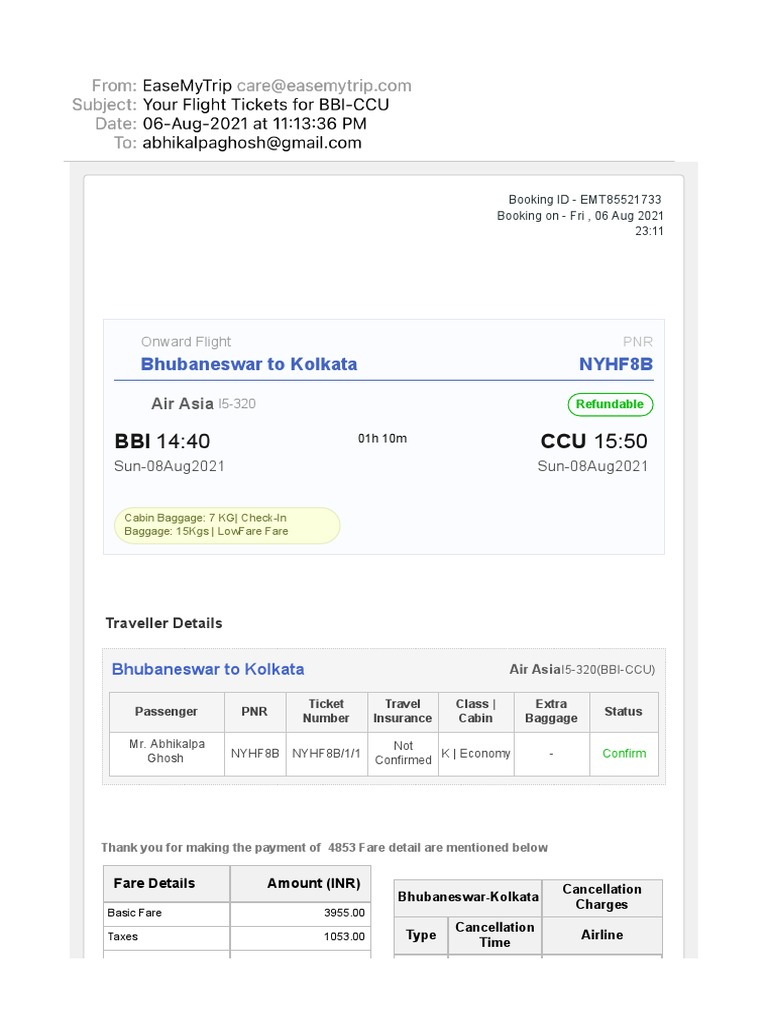 From: EaseMyTrip care@easemytrip.com
Subject: Your Flight Tickets for BBI-CCU
Date: 06-Aug-2021 at 11:13:36 PM
To: abhikalpaghosh@gmail.com
Booking ID - EMT85521733
Booking on - Fri , 06 Aug 2021
23:11
Onward Flight PNR
Bhubaneswar to Kolkata NYHF8B
Air Asia I5-320 Refundable
BBI 14:40 01h 10m CCU 15:50
Sun-08Aug2021 Sun-08Aug2021
Cabin Baggage: 7 KG| Check-In
Baggage: 15Kgs | LowFare Fare
Traveller Details
Bhubaneswar to Kolkata Air AsiaI5-320(BBI-CCU)
Passenger PNR Ticket Number Travel Insurance Class | Cabin Extra Baggage Status
Mr. Abhikalpa Ghosh NYHF8B NYHF8B/1/1 Not Confirmed K | Economy - Confirm
Thank you for making the payment of 4853 Fare detail are mentioned below
Fare Details Amount (INR)
Basic Fare 3955.00
Taxes 1053.00
Bhubaneswar-Kolkata Cancellation Charges
Type Cancellation Time Airline